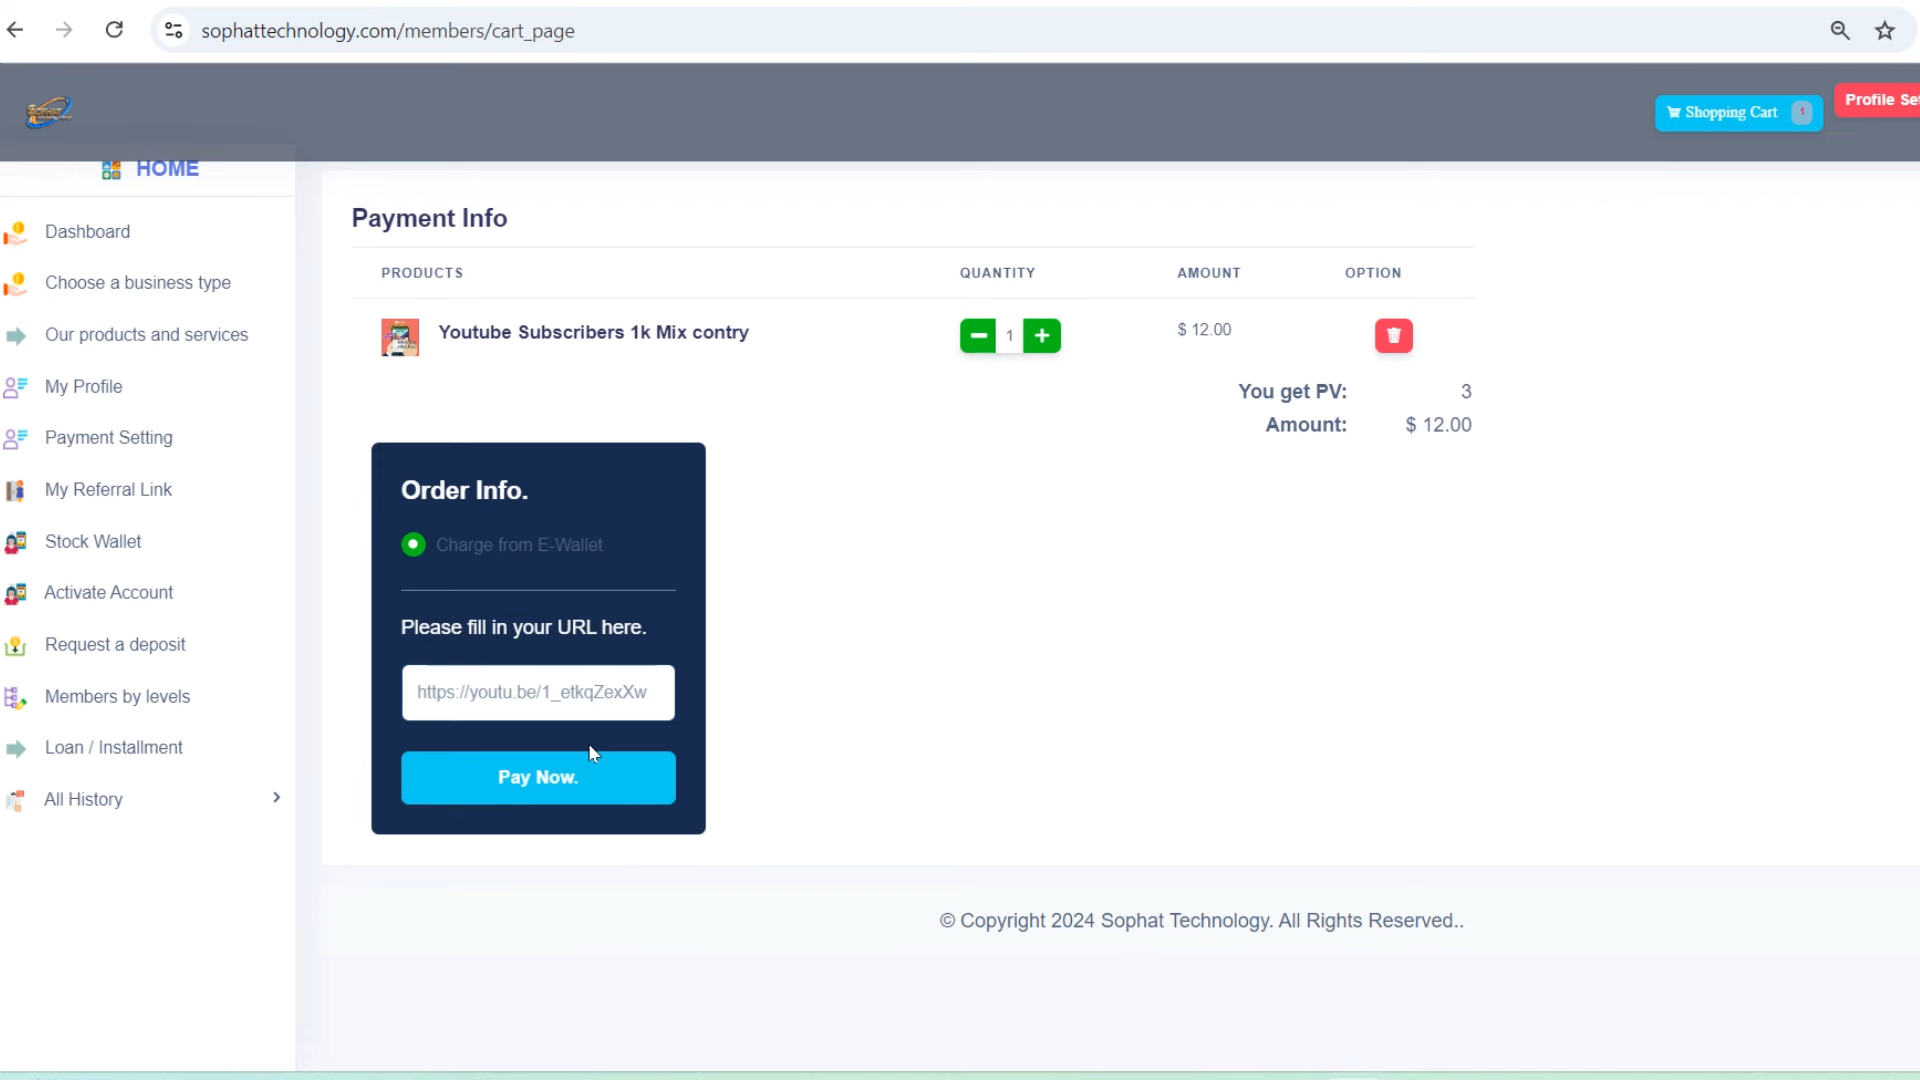 sophattechnology.com/members/cart_page
Shopping Cart 1
Profile Se
HOME
Dashboard
Choose a business type
Our products and services
My Profile
Payment Setting
My Referral Link
Stock Wallet
Activate Account
Request a deposit
Members by levels
Loan / Installment
All History
Payment Info
PRODUCTS QUANTITY AMOUNT OPTION
Youtube Subscribers 1k Mix contry 1 $ 12.00
You get PV: 3
Amount: $ 12.00
Order Info.
Charge from E-Wallet
Please fill in your URL here.
https://youtu.be/1_etkqZexXw
Pay Now.
© Copyright 2024 Sophat Technology. All Rights Reserved..